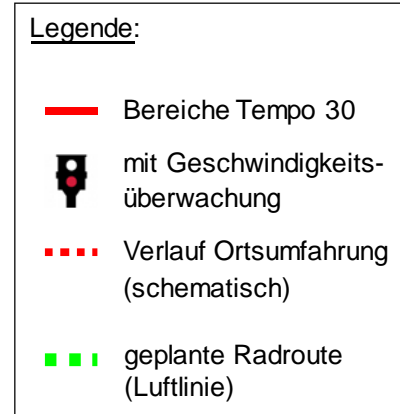 Legende:
Bereiche Tempo 30
mit Geschwindigkeits-
überwachung
Verlauf Ortsumfahrung
(schematisch)
geplante Radroute
(Luftlinie)